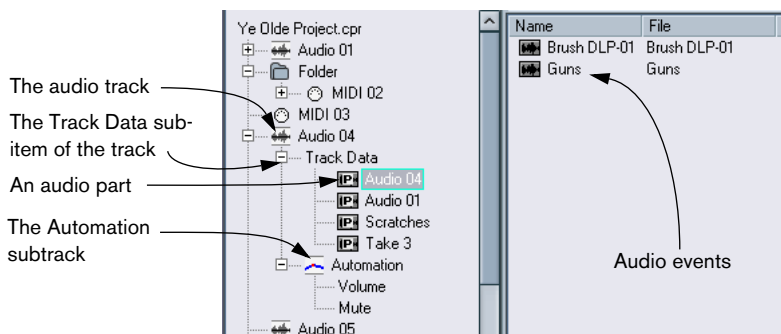 Ye Olde Project.cpr
Audio 01
Folder
MIDI 02
MIDI 03
Audio 04
Track Data
Audio 04
Audio 01
Scratches
Take 3
Automation
Volume
Mute
Audio 05
The audio track
The Track Data sub-
item of the track
An audio part
The Automation
subtrack
Name File
Brush DLP-01 Brush DLP-01
Guns Guns
Audio events